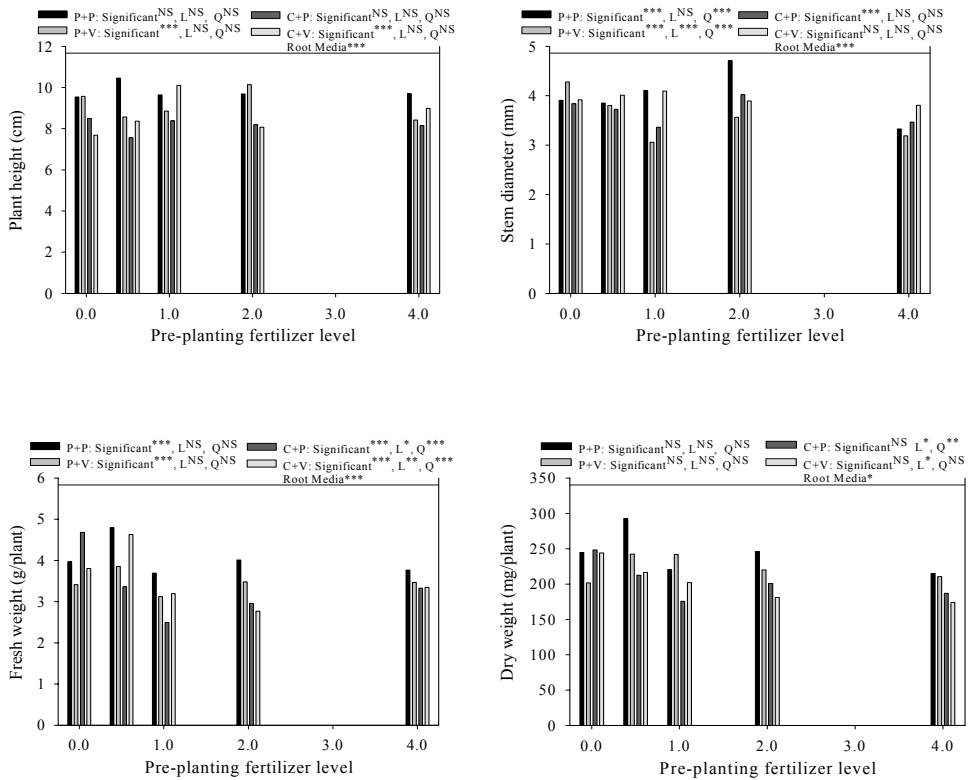 P+P: Significant^NS, L^NS, Q^NS
C+P: Significant^NS, L^NS, Q^NS
P+V: Significant***, L^NS, Q^NS
C+V: Significant***, L^NS, Q^NS
Root Media***
12
10
8
6
4
2
0
Plant height (cm)
0.0 1.0 2.0 3.0 4.0
Pre-planting fertilizer level
P+P: Significant***, L^NS, Q***
C+P: Significant***, L^NS, Q^NS
P+V: Significant***, L***, Q***
C+V: Significant^NS, L^NS, Q^NS
Root Media***
5
4
3
2
1
0
Stem diameter (mm)
0.0 1.0 2.0 3.0 4.0
Pre-planting fertilizer level
P+P: Significant***, L^NS, Q^NS
C+P: Significant***, L*, Q***
P+V: Significant***, L^NS, Q^NS
C+V: Significant***, L**, Q***
Root Media***
6
5
4
3
2
1
0
Fresh weight (g/plant)
0.0 1.0 2.0 3.0 4.0
Pre-planting fertilizer level
P+P: Significant^NS, L^NS, Q^NS
C+P: Significant^NS L*, Q**
P+V: Significant^NS, L^NS, Q^NS
C+V: Significant^NS, L*, Q^NS
Root Media*
350
300
250
200
150
100
50
0
Dry weight (mg/plant)
0.0 1.0 2.0 3.0 4.0
Pre-planting fertilizer level